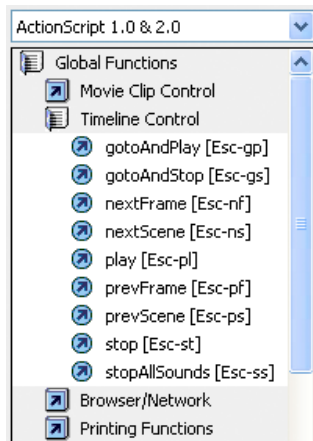 ActionScript 1.0 & 2.0
Global Functions
Movie Clip Control
Timeline Control
gotoAndPlay [Esc-gp]
gotoAndStop [Esc-gs]
nextFrame [Esc-nf]
nextScene [Esc-ns]
play [Esc-pl]
prevFrame [Esc-pf]
prevScene [Esc-ps]
stop [Esc-st]
stopAllSounds [Esc-ss]
Browser/Network
Printing Functions